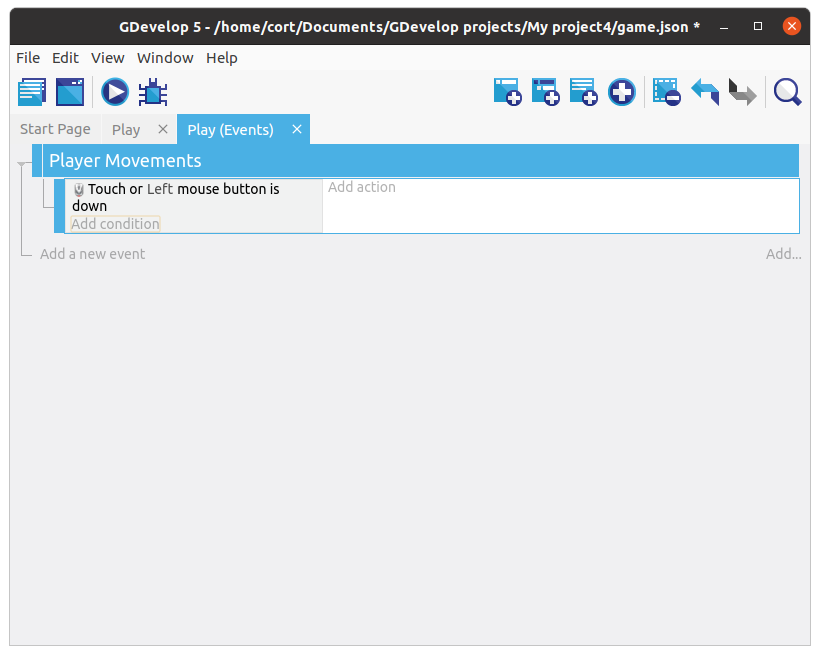 GDevelop 5 - /home/cort/Documents/GDevelop projects/My project4/game.json *
File Edit View Window Help
Start Page Play Play (Events)
Player Movements
Touch or Left mouse button is
down
Add condition
Add action
Add a new event Add...